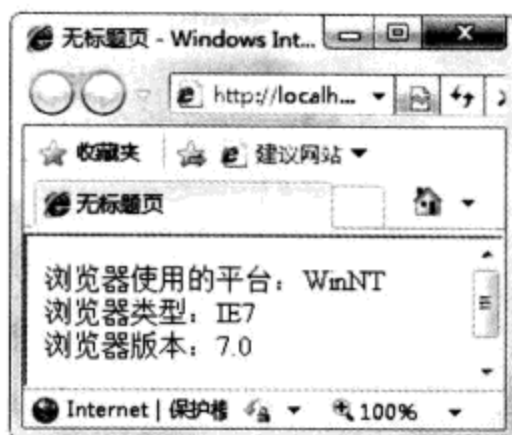 无标题页 - Windows Int...
http://localh...
收藏夹
建议网站
无标题页
浏览器使用的平台：WinNT
浏览器类型：IE7
浏览器版本：7.0
Internet | 保护模
100%